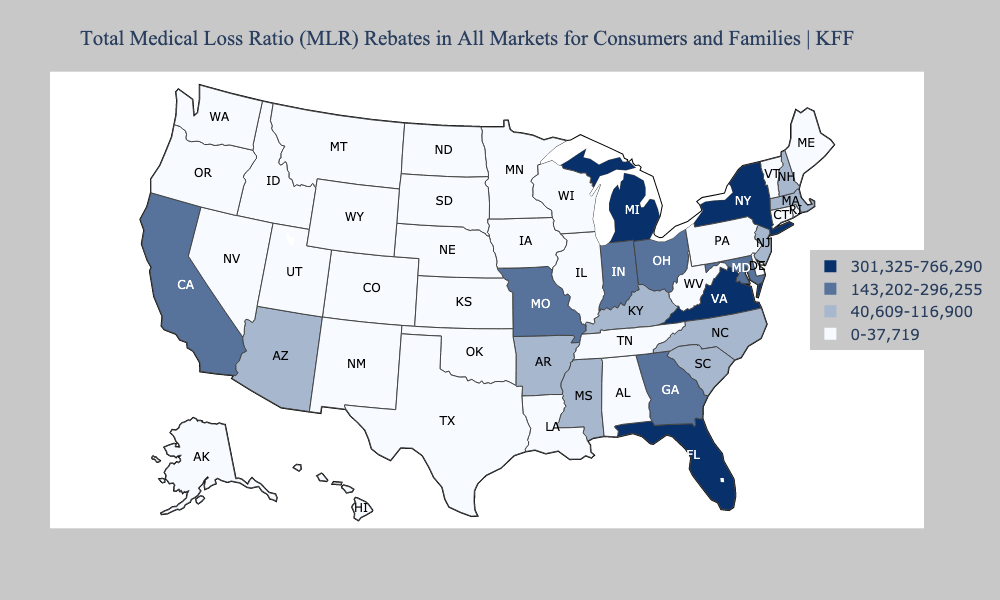 Total Medical Loss Ratio (MLR) Rebates in All Markets for Consumers and Families | KFF
WA
ME
MT
ND
MN
VT
NH
OR
ID
WI
MA
SD
NY
RI
MI
CT
WY
IA
PA
NJ
NE
NV
OH
MD
DE
UT
IL
IN
CA
CO
WV
VA
KS
MO
KY
NC
TN
OK
AZ
AR
SC
NM
MS
AL
GA
TX
LA
AK
FL
HI
301,325-766,290
143,202-296,255
40,609-116,900
0-37,719